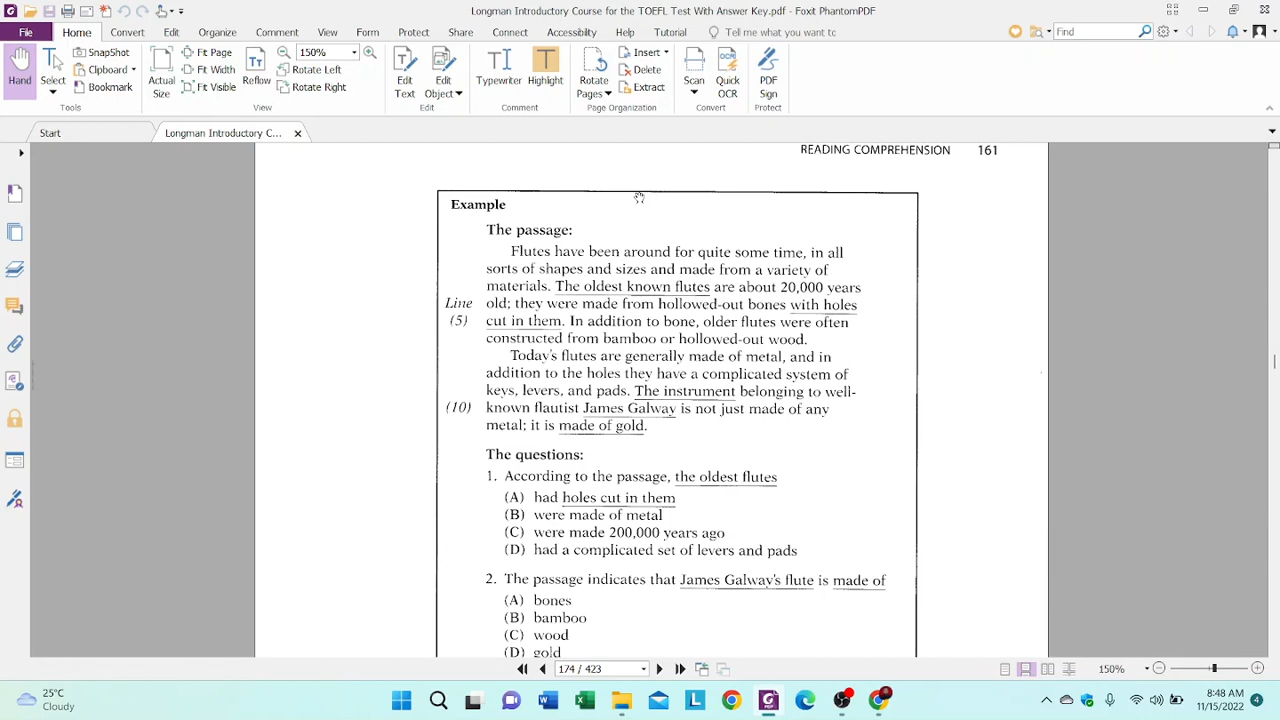 Longman Introductory Course for the TOEFL Test With Answer Key.pdf - Foxit PhantomPDF
File Home Convert Edit Organize Comment View Form Protect Share Connect Accessibility Help Tutorial Tell me what you want to do Find
Hand
Select
SnapShot
Clipboard
Bookmark
Tools
Actual Size
Fit Page
Fit Width
Fit Visible
Reflow
150%
Rotate Left
Rotate Right
View
Edit Text
Edit Object
Edit
Typewriter
Highlight
Comment
Rotate Pages
Insert
Delete
Extract
Page Organization
Scan
Quick OCR
Convert
PDF Sign
Protect
Start
Longman Introductory C...
READING COMPREHENSION 161
Example
The passage:
Flutes have been around for quite some time, in all
sorts of shapes and sizes and made from a variety of
materials. The oldest known flutes are about 20,000 years
Line old; they were made from hollowed-out bones with holes
(5) cut in them. In addition to bone, older flutes were often
constructed from bamboo or hollowed-out wood.
Today's flutes are generally made of metal, and in
addition to the holes they have a complicated system of
keys, levers, and pads. The instrument belonging to well-
(10) known flautist James Galway is not just made of any
metal; it is made of gold.
The questions:
1. According to the passage, the oldest flutes
(A) had holes cut in them
(B) were made of metal
(C) were made 200,000 years ago
(D) had a complicated set of levers and pads
2. The passage indicates that James Galway's flute is made of
(A) bones
(B) bamboo
(C) wood
(D) gold
174 / 423
150%
25°C
Cloudy
8:48 AM
11/15/2022
4